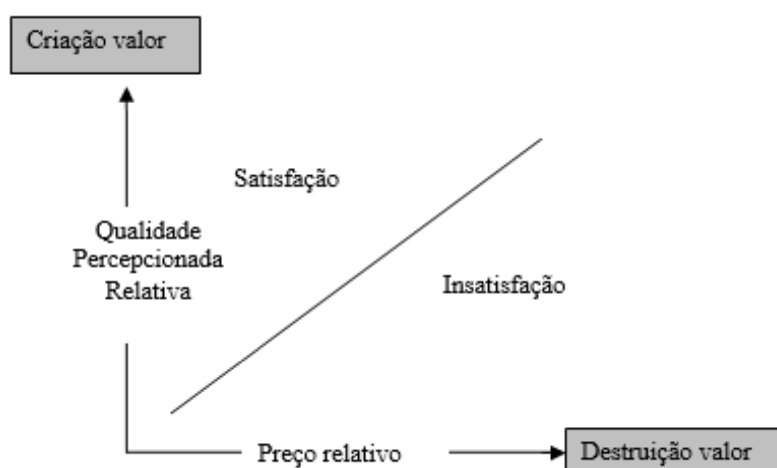 Criação valor
Satisfação
Qualidade
Percepcionada
Relativa
Insatisfação
Preço relativo
Destruição valor